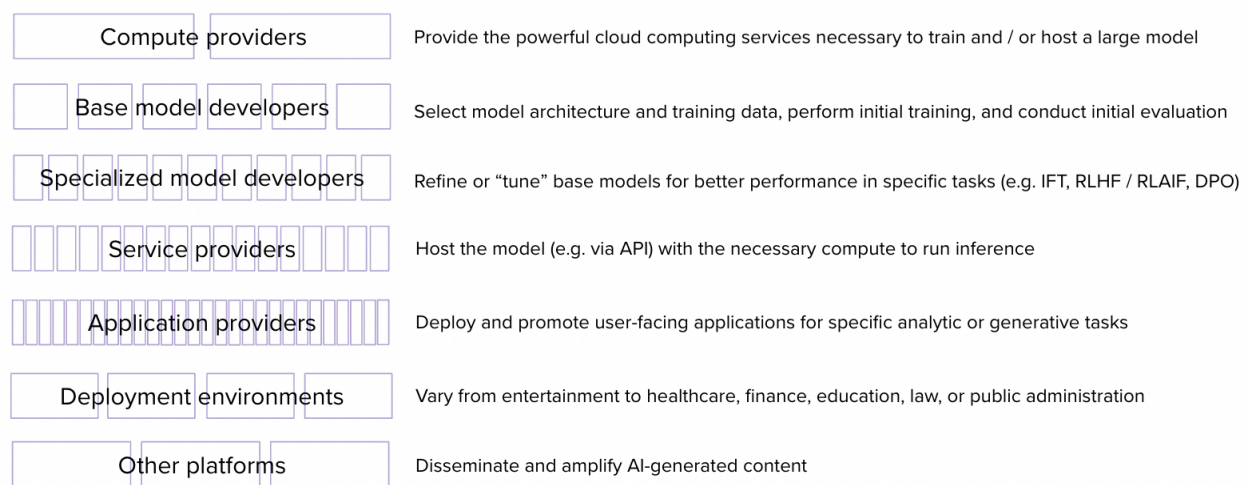 Compute providers
Provide the powerful cloud computing services necessary to train and / or host a large model
Base model developers
Select model architecture and training data, perform initial training, and conduct initial evaluation
Specialized model developers
Refine or “tune” base models for better performance in specific tasks (e.g. IFT, RLHF / RLAIF, DPO)
Service providers
Host the model (e.g. via API) with the necessary compute to run inference
Application providers
Deploy and promote user-facing applications for specific analytic or generative tasks
Deployment environments
Vary from entertainment to healthcare, finance, education, law, or public administration
Other platforms
Disseminate and amplify AI-generated content